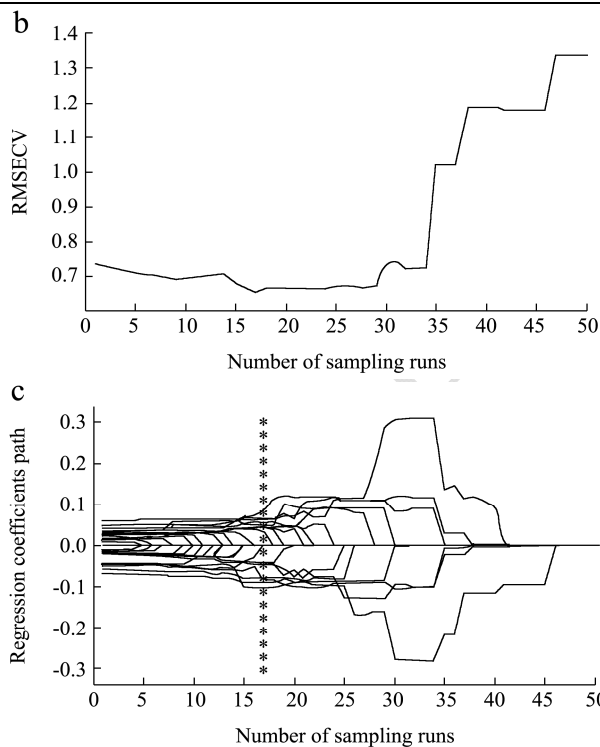 b
1.4
1.3
1.2
1.1
1.0
0.9
0.8
0.7
RMSECV
0 5 10 15 20 25 30 35 40 45 50
Number of sampling runs
c
0.3
0.2
0.1
0.0
-0.1
-0.2
-0.3
Regression coefficients path
0 5 10 15 20 25 30 35 40 45 50
Number of sampling runs